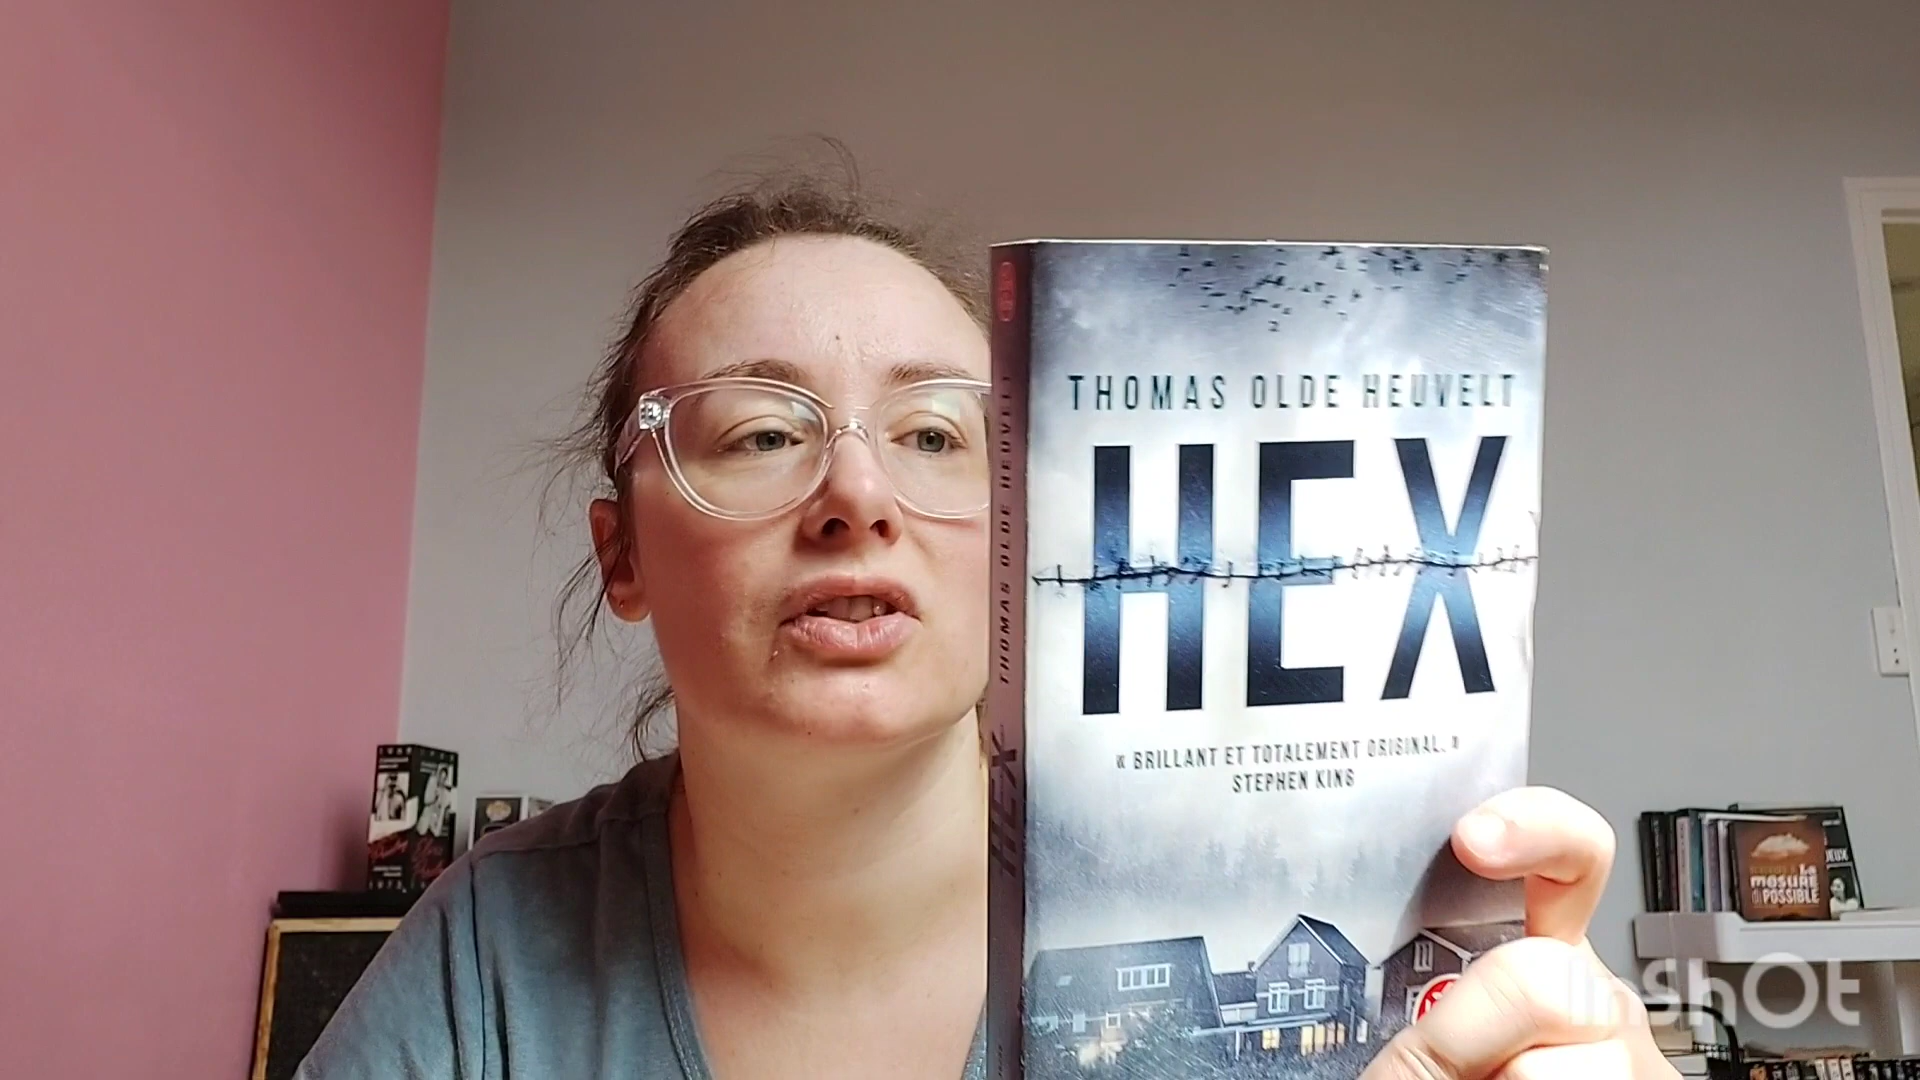 THOMAS OLDE HEUVELT
HEX
« BRILLANT ET TOTALEMENT ORIGINAL. »
STEPHEN KING
THOMAS OLDE HEUVELT
HEX
La
mesure
du POSSIBLE
InShOt